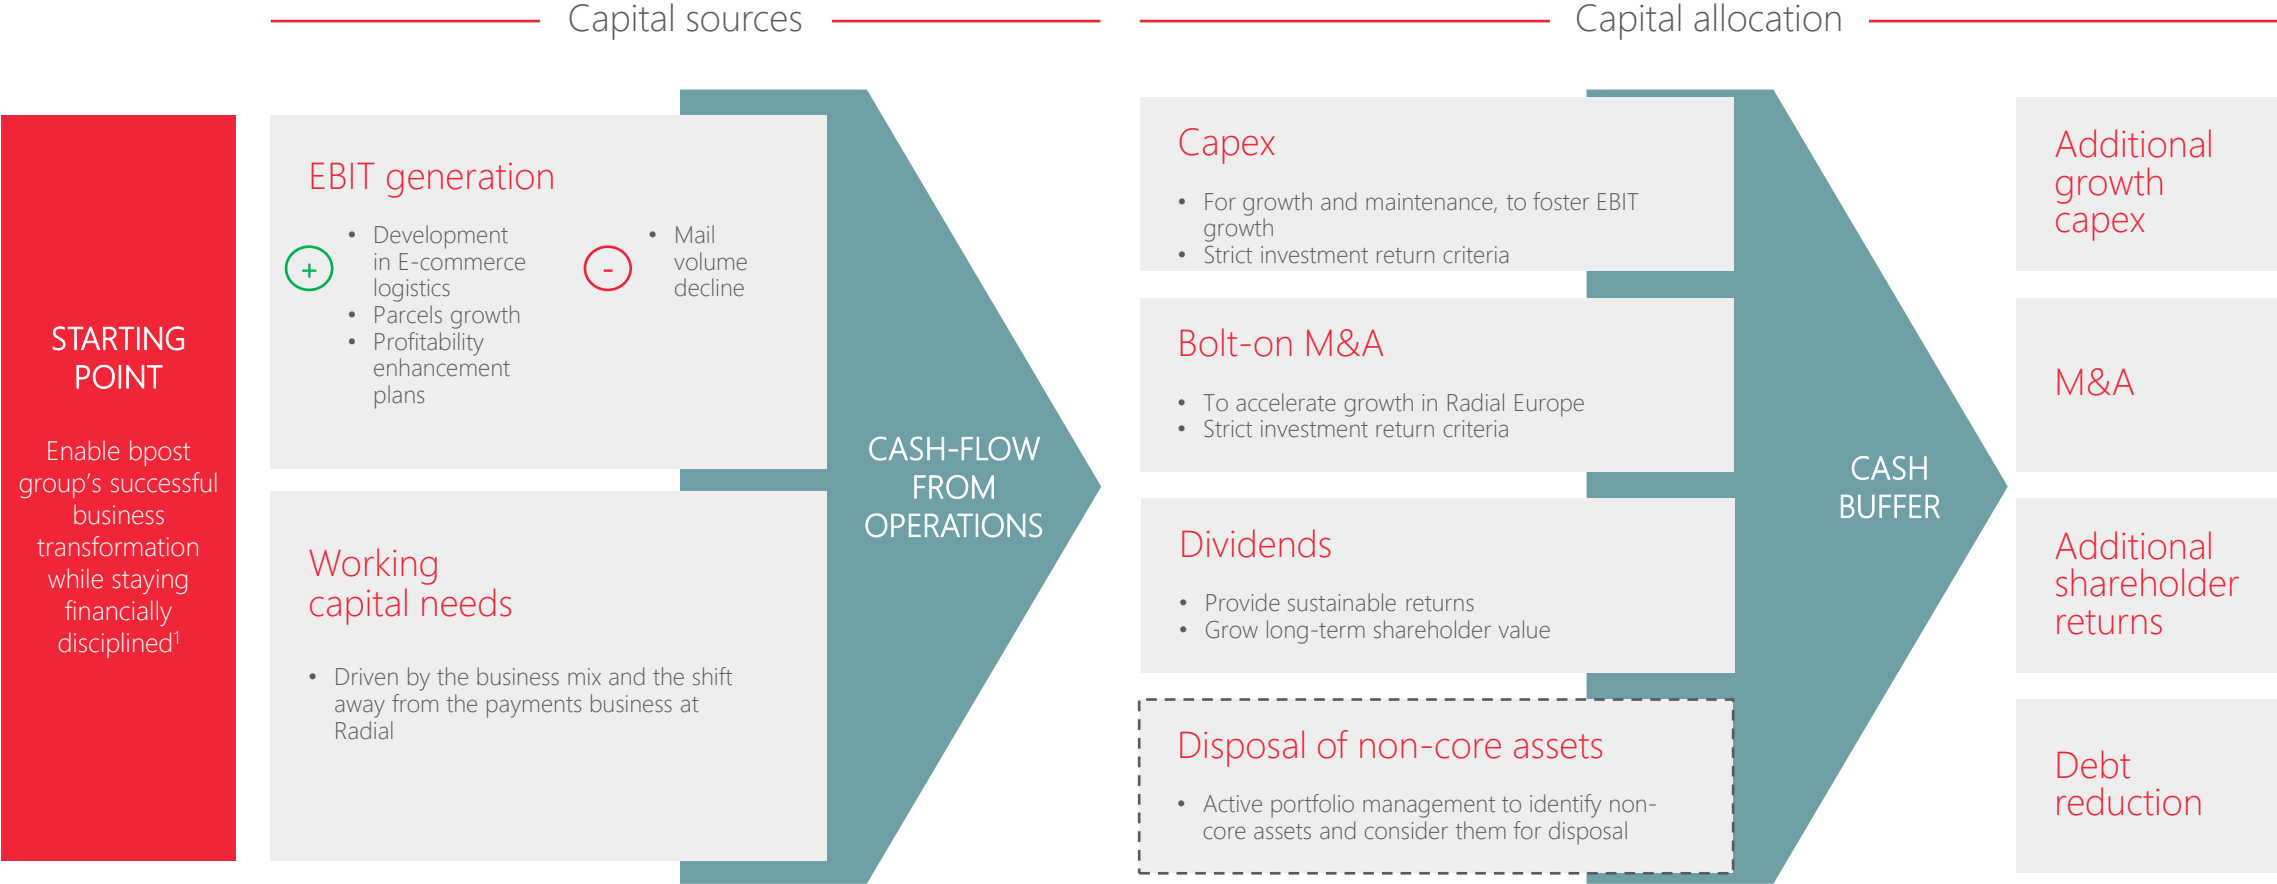 Capital sources
Capital allocation
STARTING
POINT
Enable bpost
group's successful
business
transformation
while staying
financially
disciplined¹
EBIT generation
+
• Development
in E-commerce
logistics
• Parcels growth
• Profitability
enhancement
plans
-
• Mail
volume
decline
Working
capital needs
• Driven by the business mix and the shift
away from the payments business at
Radial
CASH-FLOW
FROM
OPERATIONS
Capex
• For growth and maintenance, to foster EBIT
growth
• Strict investment return criteria
Bolt-on M&A
• To accelerate growth in Radial Europe
• Strict investment return criteria
Dividends
• Provide sustainable returns
• Grow long-term shareholder value
Disposal of non-core assets
• Active portfolio management to identify non-
core assets and consider them for disposal
CASH
BUFFER
Additional
growth
capex
M&A
Additional
shareholder
returns
Debt
reduction